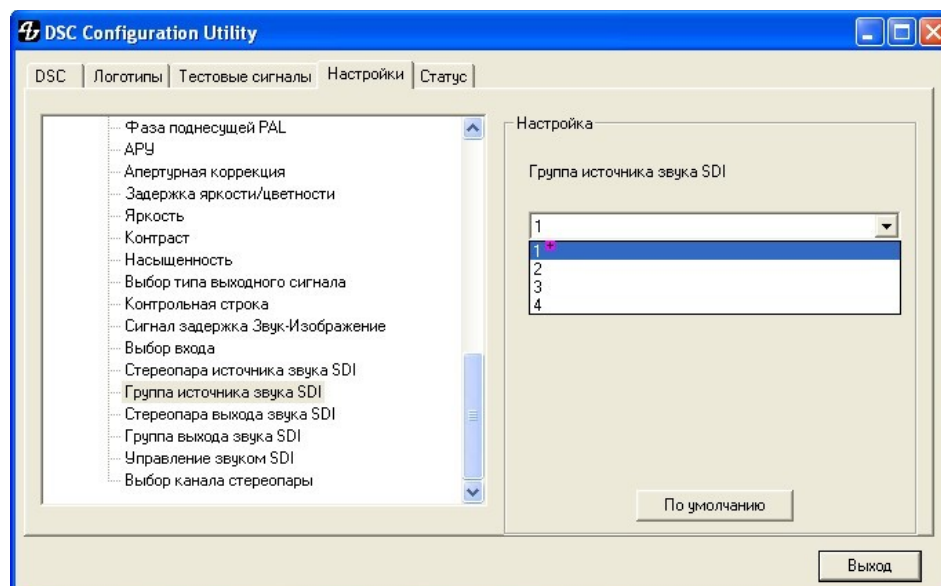 DSC Configuration Utility
DSC Логотипы Тестовые сигналы Настройки Статус
Фаза поднесущей PAL
АРУ
Апертурная коррекция
Задержка яркости/цветности
Яркость
Контраст
Насыщенность
Выбор типа выходного сигнала
Контрольная строка
Сигнал задержка Звук-Изображение
Выбор входа
Стереопара источника звука SDI
Группа источника звука SDI
Стереопара выхода звука SDI
Группа выхода звука SDI
Управление звуком SDI
Выбор канала стереопары
Настройка
Группа источника звука SDI
1
1
2
3
4
По умолчанию
Выход